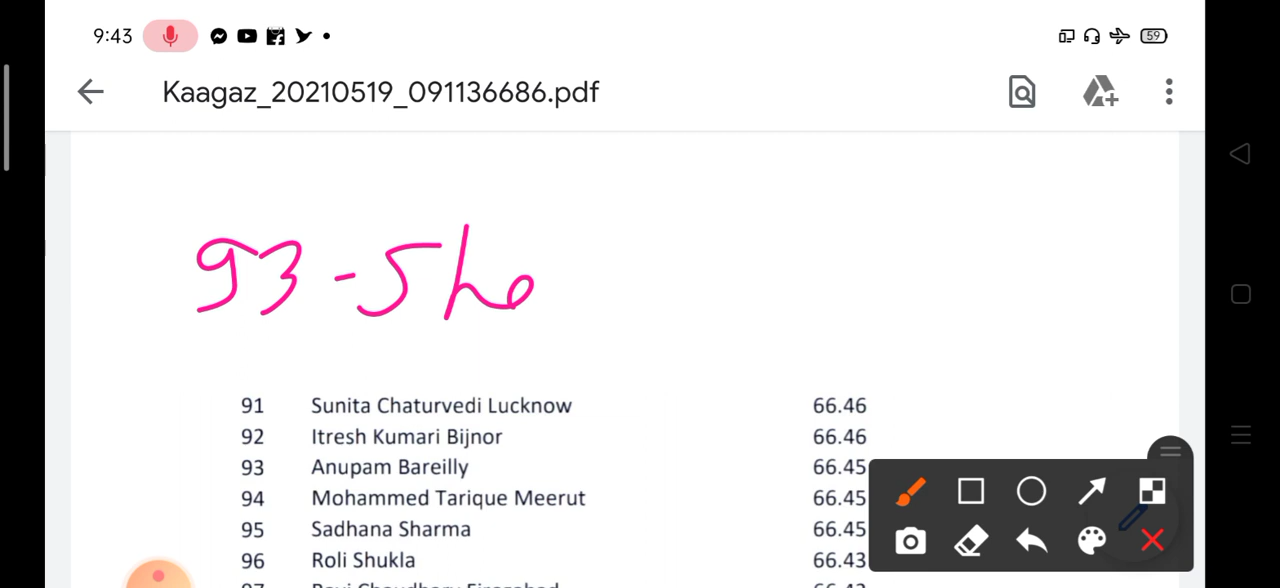 9:43 59
Kaagaz_20210519_091136686.pdf
93-Sho
91 Sunita Chaturvedi Lucknow 66.46
92 Itresh Kumari Bijnor 66.46
93 Anupam Bareilly 66.45
94 Mohammed Tarique Meerut 66.45
95 Sadhana Sharma 66.45
96 Roli Shukla 66.43